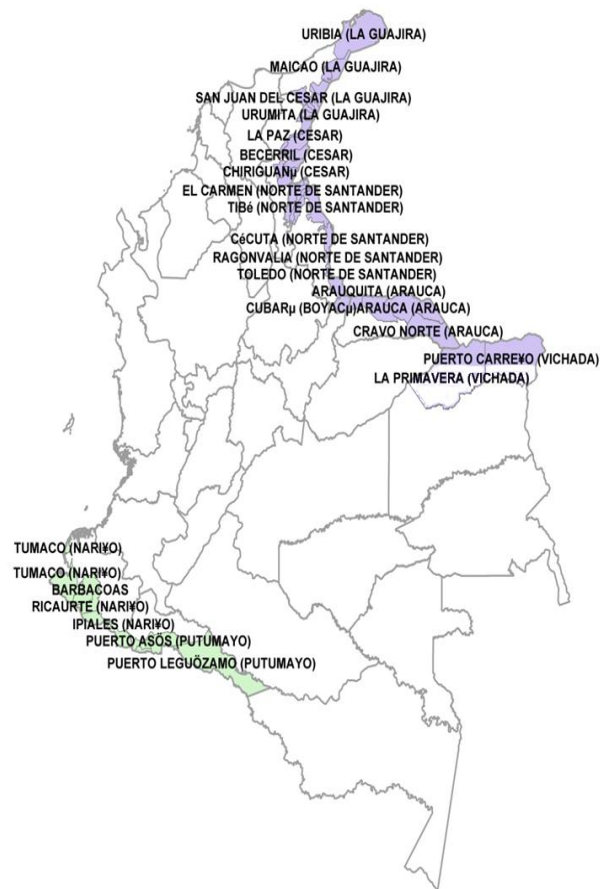 URIBIA (LA GUAJIRA)
MAICAO (LA GUAJIRA)
SAN JUAN DEL CESAR (LA GUAJIRA)
URUMITA (LA GUAJIRA)
LA PAZ (CESAR)
BECERRIL (CESAR)
CHIRIGUANµ (CESAR)
EL CARMEN (NORTE DE SANTANDER)
TIBé (NORTE DE SANTANDER)
CéCUTA (NORTE DE SANTANDER)
RAGONVALIA (NORTE DE SANTANDER)
TOLEDO (NORTE DE SANTANDER)
ARAUQUITA (ARAUCA)
CUBARµ (BOYACµ)ARAUCA (ARAUCA)
CRAVO NORTE (ARAUCA)
PUERTO CARRE¥O (VICHADA)
LA PRIMAVERA (VICHADA)
TUMACO (NARI¥O)
TUMACO (NARI¥O)
BARBACOAS
RICAURTE (NARI¥O)
IPIALES (NARI¥O)
PUERTO ASÖS (PUTUMAYO)
PUERTO LEGUÖZAMO (PUTUMAYO)